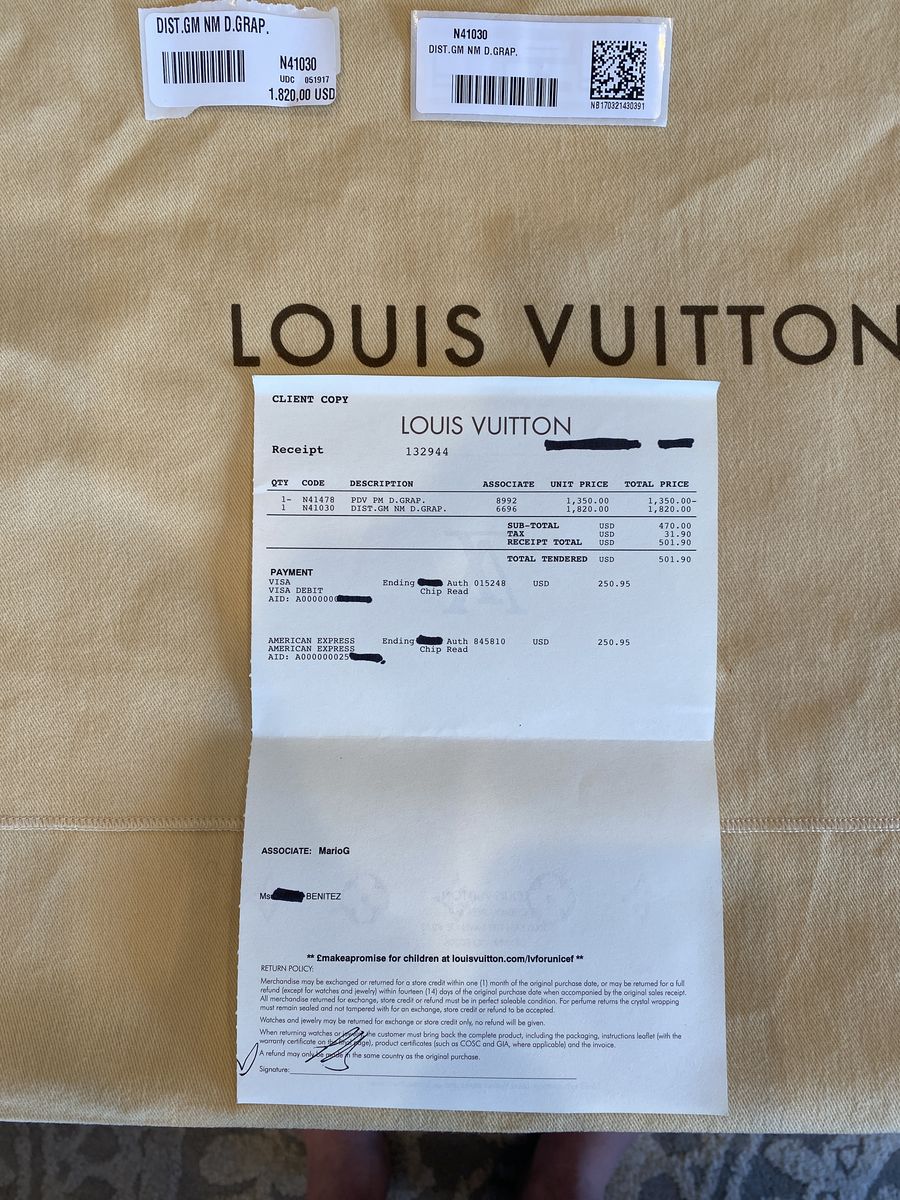 DIST.GM NM D.GRAP.
N41030
UDC 051917
1.820,00 USD
N41030
DIST.GM NM D.GRAP.
NB170321430391
LOUIS VUITTON
CLIENT COPY
LOUIS VUITTON
Receipt 132944
QTY CODE DESCRIPTION ASSOCIATE UNIT PRICE TOTAL PRICE
1- N41478 PDV PM D.GRAP. 8992 1,350.00 1,350.00-
1 N41030 DIST.GM NM D.GRAP. 6696 1,820.00 1,820.00
SUB-TOTAL USD 470.00
TAX USD 31.90
RECEIPT TOTAL USD 501.90
TOTAL TENDERED USD 501.90
PAYMENT
VISA Ending Auth 015248 USD 250.95
VISA DEBIT Chip Read
AID: A0000000
AMERICAN EXPRESS Ending Auth 845810 USD 250.95
AMERICAN EXPRESS Chip Read
AID: A000000025
ASSOCIATE: MarioG
Ms BENITEZ
** £makeapromise for children at louisvuitton.com/lvforunicef **
RETURN POLICY:
Merchandise may be exchanged or returned for a store credit within one (1) month of the original purchase date, or may be returned for a full
refund (except for watches and jewelry) within fourteen (14) days of the original purchase date when accompanied by the original sales receipt.
All merchandise returned for exchange, store credit or refund must be in perfect saleable condition. For perfume returns the crystal wrapping
must remain sealed and not tampered with for an exchange, store credit or refund to be accepted.
Watches and jewelry may be returned for exchange or store credit only, no refund will be given.
When returning watches or jewelry the customer must bring back the complete product, including the packaging, instructions leaflet (with the
warranty certificate on the final page), product certificates (such as COSC and GIA, where applicable) and the invoice.
A refund may only be made in the same country as the original purchase.
Signature: